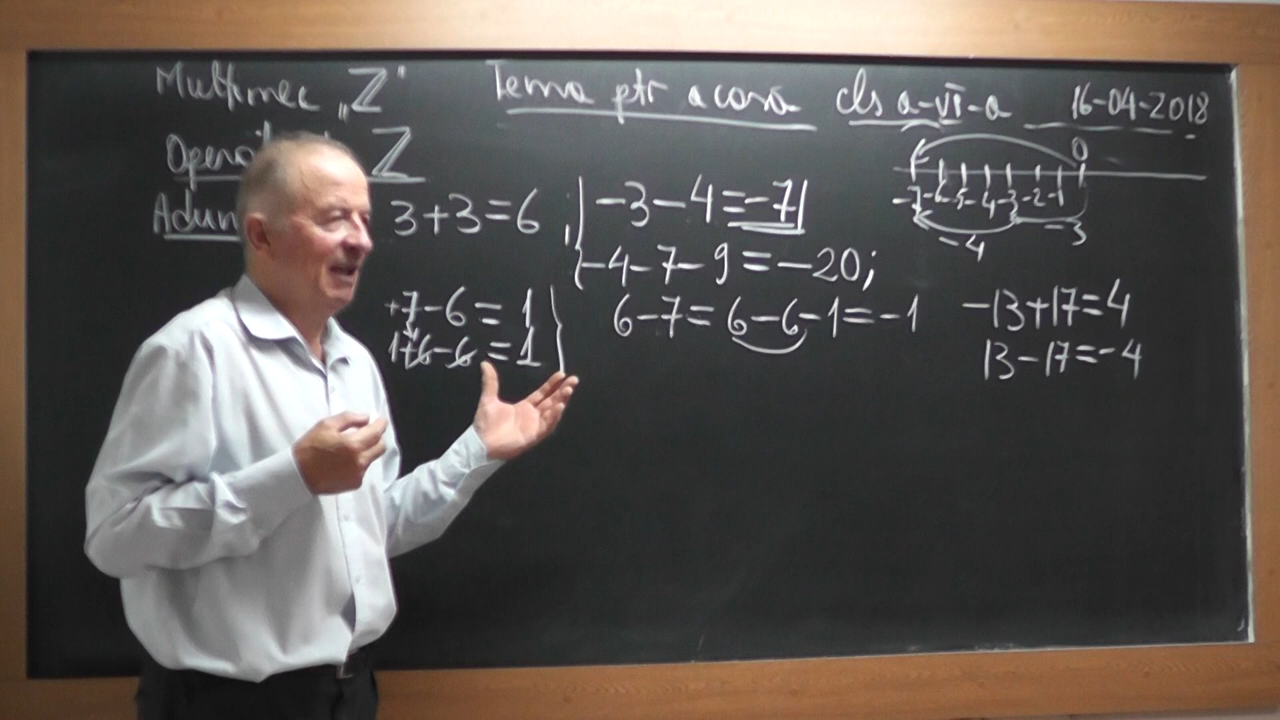 Mulțimec „Z" Tema ptr acasă cls a-VI-a 16-04-2018
Z
3+3=6 , -3-4=-7
-4-7-9=-20;
0
-7 -6 -5 -4 -3 -2 -1
-4 -3
+7-6=1 6-7=6-6-1=-1 -13+17=4
1+6-6=1 13-17=-4